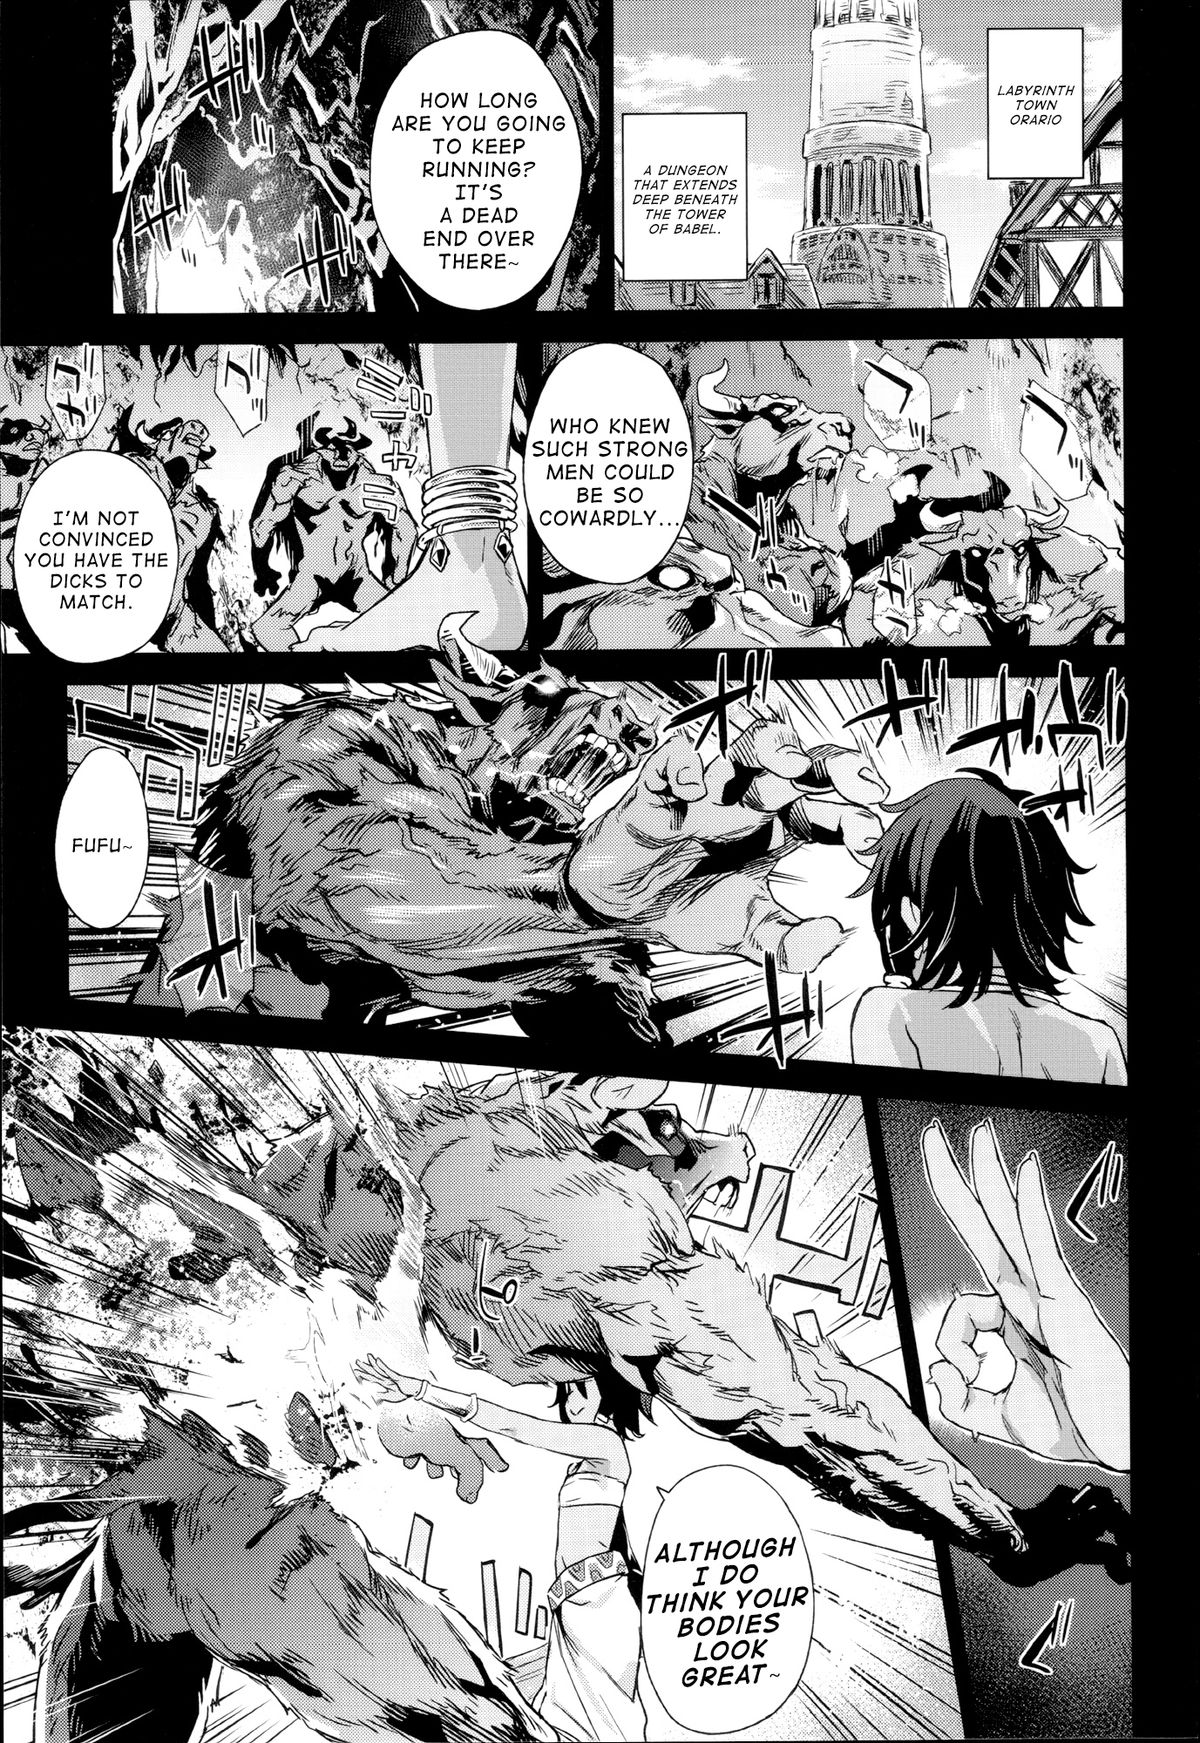 LABYRINTH
TOWN
ORARIO
A DUNGEON
THAT EXTENDS
DEEP BENEATH
THE TOWER
OF BABEL.
HOW LONG
ARE YOU GOING
TO KEEP
RUNNING?
IT'S
A DEAD
END OVER
THERE~
WHO KNEW
SUCH STRONG
MEN COULD
BE SO
COWARDLY...
I'M NOT
CONVINCED
YOU HAVE THE
DICKS TO
MATCH.
FUFU~
ALTHOUGH
I DO
THINK YOUR
BODIES
LOOK
GREAT~